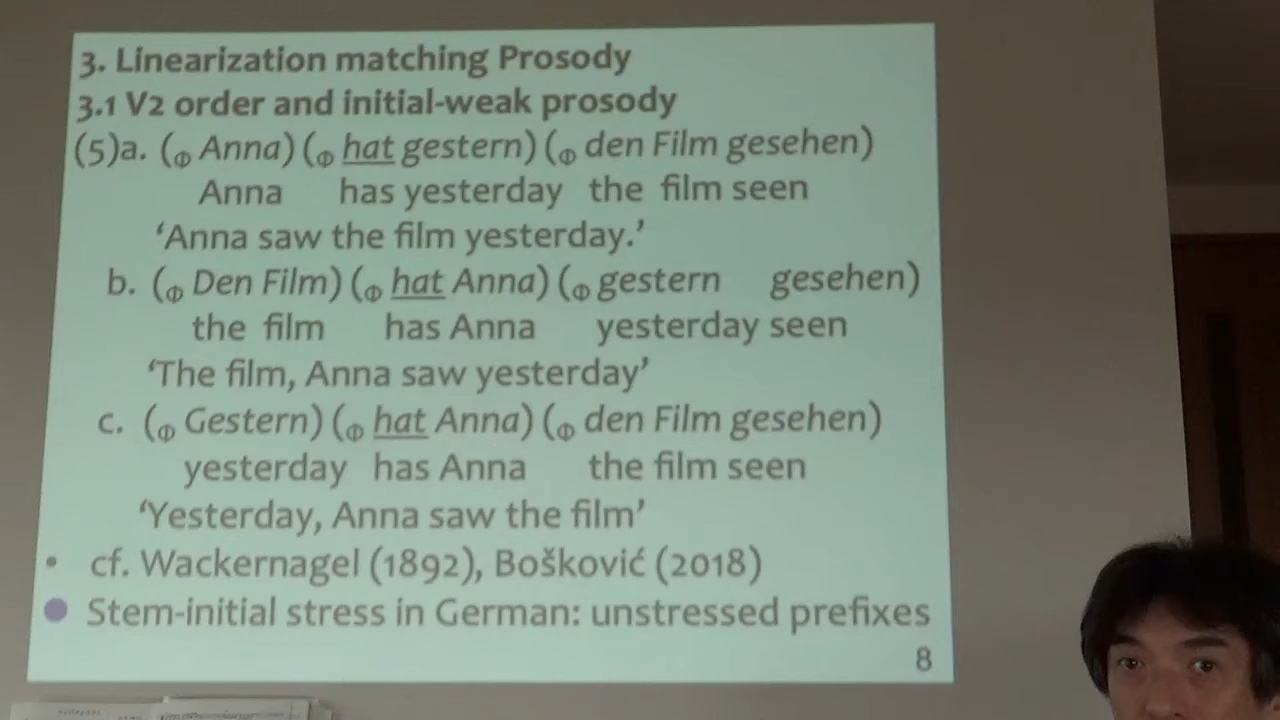 3. Linearization matching Prosody
3.1 V2 order and initial-weak prosody
(5)a. (Φ Anna) (Φ hat gestern) (Φ den Film gesehen)
Anna has yesterday the film seen
‘Anna saw the film yesterday.’
b. (Φ Den Film) (Φ hat Anna) (Φ gestern gesehen)
the film has Anna yesterday seen
‘The film, Anna saw yesterday’
c. (Φ Gestern) (Φ hat Anna) (Φ den Film gesehen)
yesterday has Anna the film seen
‘Yesterday, Anna saw the film’
• cf. Wackernagel (1892), Bošković (2018)
● Stem-initial stress in German: unstressed prefixes
8